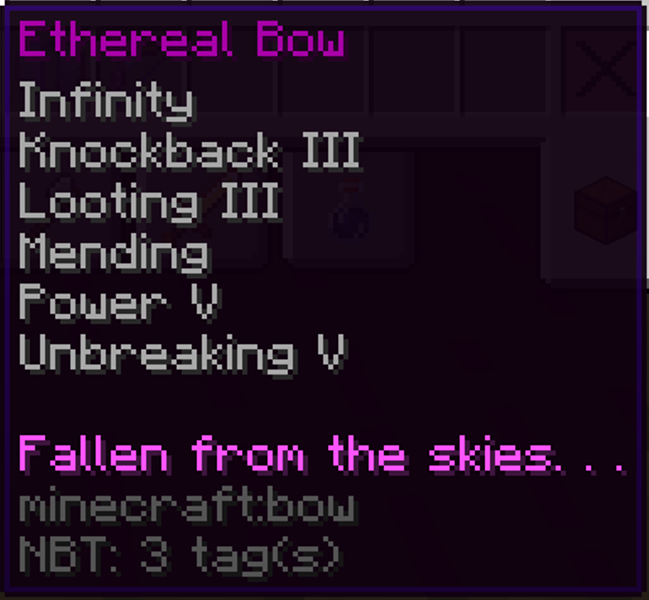 Ethereal Bow
Infinity
Knockback III
Looting III
Mending
Power V
Unbreaking V
Fallen from the skies...
minecraft:bow
NBT: 3 tag(s)